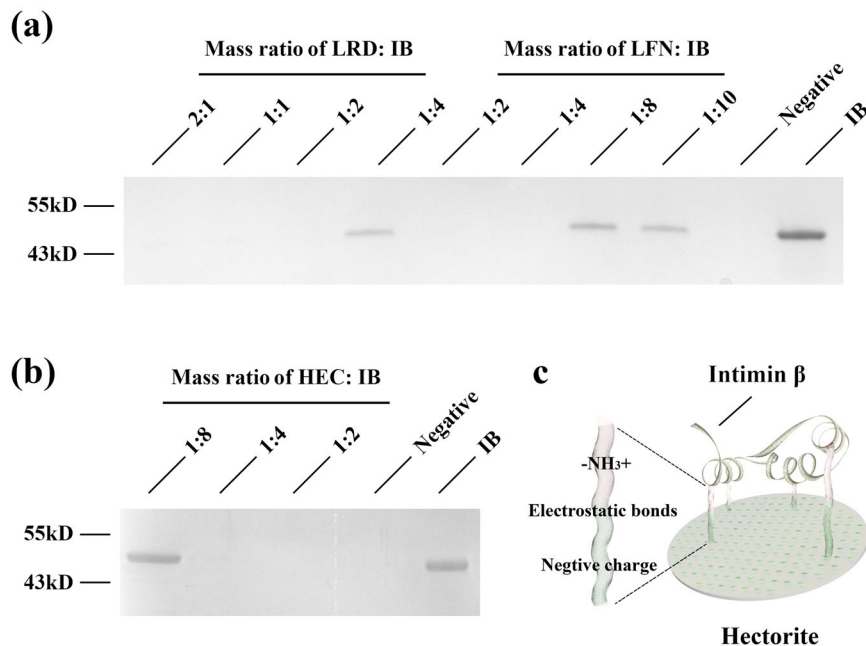 (a)
Mass ratio of LRD: IB
Mass ratio of LFN: IB
2:1
1:1
1:2
1:4
1:2
1:4
1:8
1:10
Negative
IB
55kD
43kD
(b)
Mass ratio of HEC: IB
1:8
1:4
1:2
Negative
IB
55kD
43kD
c
Intimin β
-NH₃+
Electrostatic bonds
Negtive charge
Hectorite